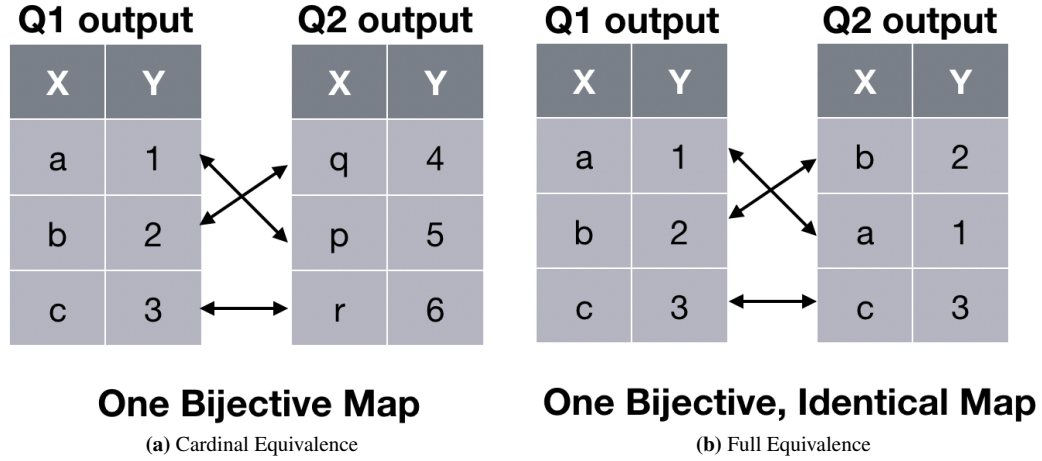 Q1 output
X Y
a 1
b 2
c 3
Q2 output
X Y
q 4
p 5
r 6
One Bijective Map
(a) Cardinal Equivalence
Q1 output
X Y
a 1
b 2
c 3
Q2 output
X Y
b 2
a 1
c 3
One Bijective, Identical Map
(b) Full Equivalence